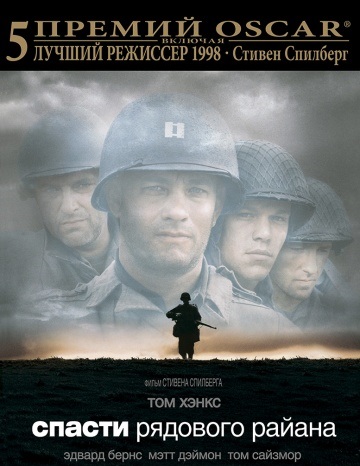 5 ПРЕМИЙ OSCAR®
ВКЛЮЧАЯ
ЛУЧШИЙ РЕЖИССЕР 1998 · Стивен Спилберг
ФИЛЬМ СТИВЕНА СПИЛБЕРГА
ТОМ ХЭНКС
спасти рядового райана
эдвард бернс мэтт дэймон том сайзмор